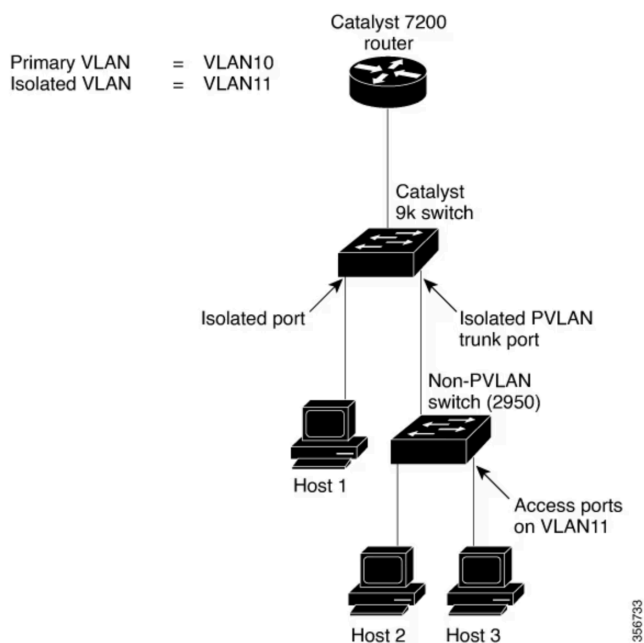 Catalyst 7200
router
Primary VLAN = VLAN10
Isolated VLAN = VLAN11
Catalyst
9k switch
Isolated port
Isolated PVLAN
trunk port
Non-PVLAN
switch (2950)
Host 1
Access ports
on VLAN11
Host 2
Host 3
356733